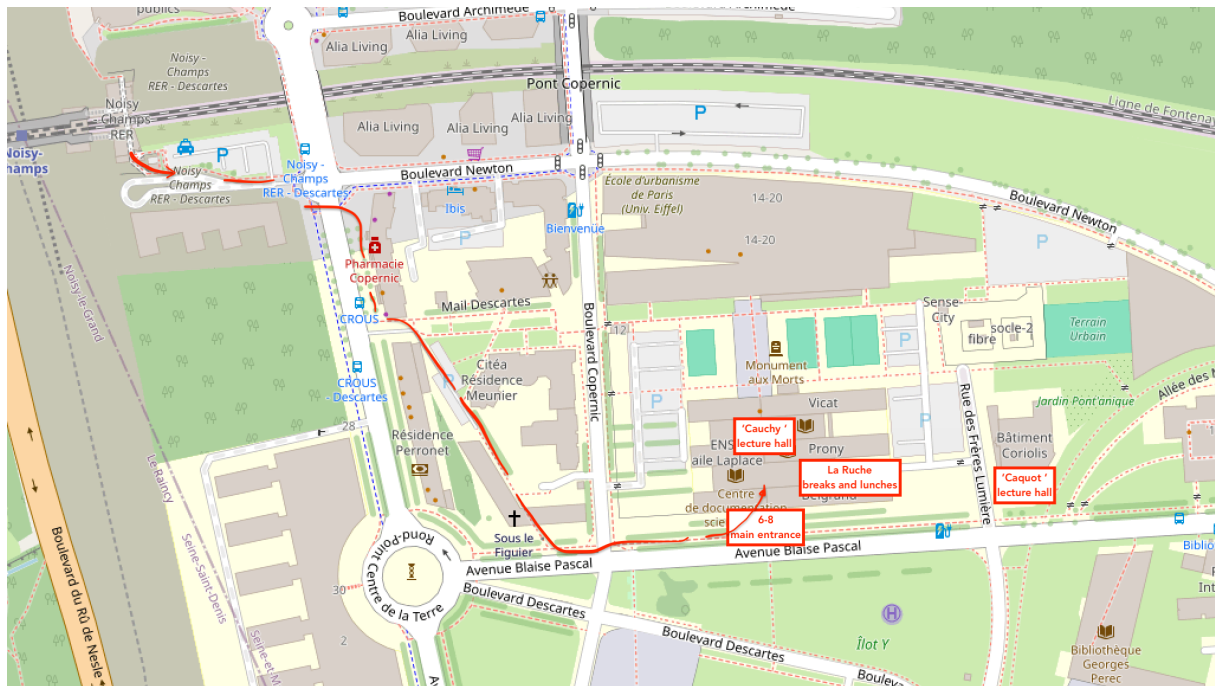 publics
Boulevard Archimède
Alia Living
Alia Living
Noisy -
Champs
RER - Descartes
Pont Copernic
Ligne de Fontenay
Noisy
Champs
RER
Alia Living
Alia Living
Alia Living
P
P
Noisy-
Champs
Noisy
Champs
RER - Descartes
Noisy -
Champs
RER - Descartes
Boulevard Newton
Boulevard Newton
Ibis
P
Bienvenue
École d'urbanisme
de Paris
(Univ. Eiffel)
14-20
14-20
P
Pharmacie
Copernic
Mail Descartes
CROUS
CROUS
- Descartes
Noisy-le-Grand
Le Raincy
Seine-Saint-Denis
Boulevard du Rû de Nesle
Citéa
Résidence
Meunier
P
Boulevard Copernic
12
P
Sense-
City
fibre
socle-2
Terrain
Urbain
P
Monument
aux Morts
Jardin Pont'anique
Rue des Frères Lumière
28
Résidence
Perronet
Vicat
P
'Cauchy '
lecture hall
aile Laplace
Prony
Bâtiment
Coriolis
La Ruche
breaks and lunches
'Caquot '
lecture hall
Centre
de documentation
6-8
main entrance
Sous le
Figuier
Rond-Point Centre de la Terre
30
2
Avenue Blaise Pascal
Avenue Blaise Pascal
Boulevard Descartes
Boulevard Descartes
H
Îlot Y
Bibliothèque
Georges
Perec